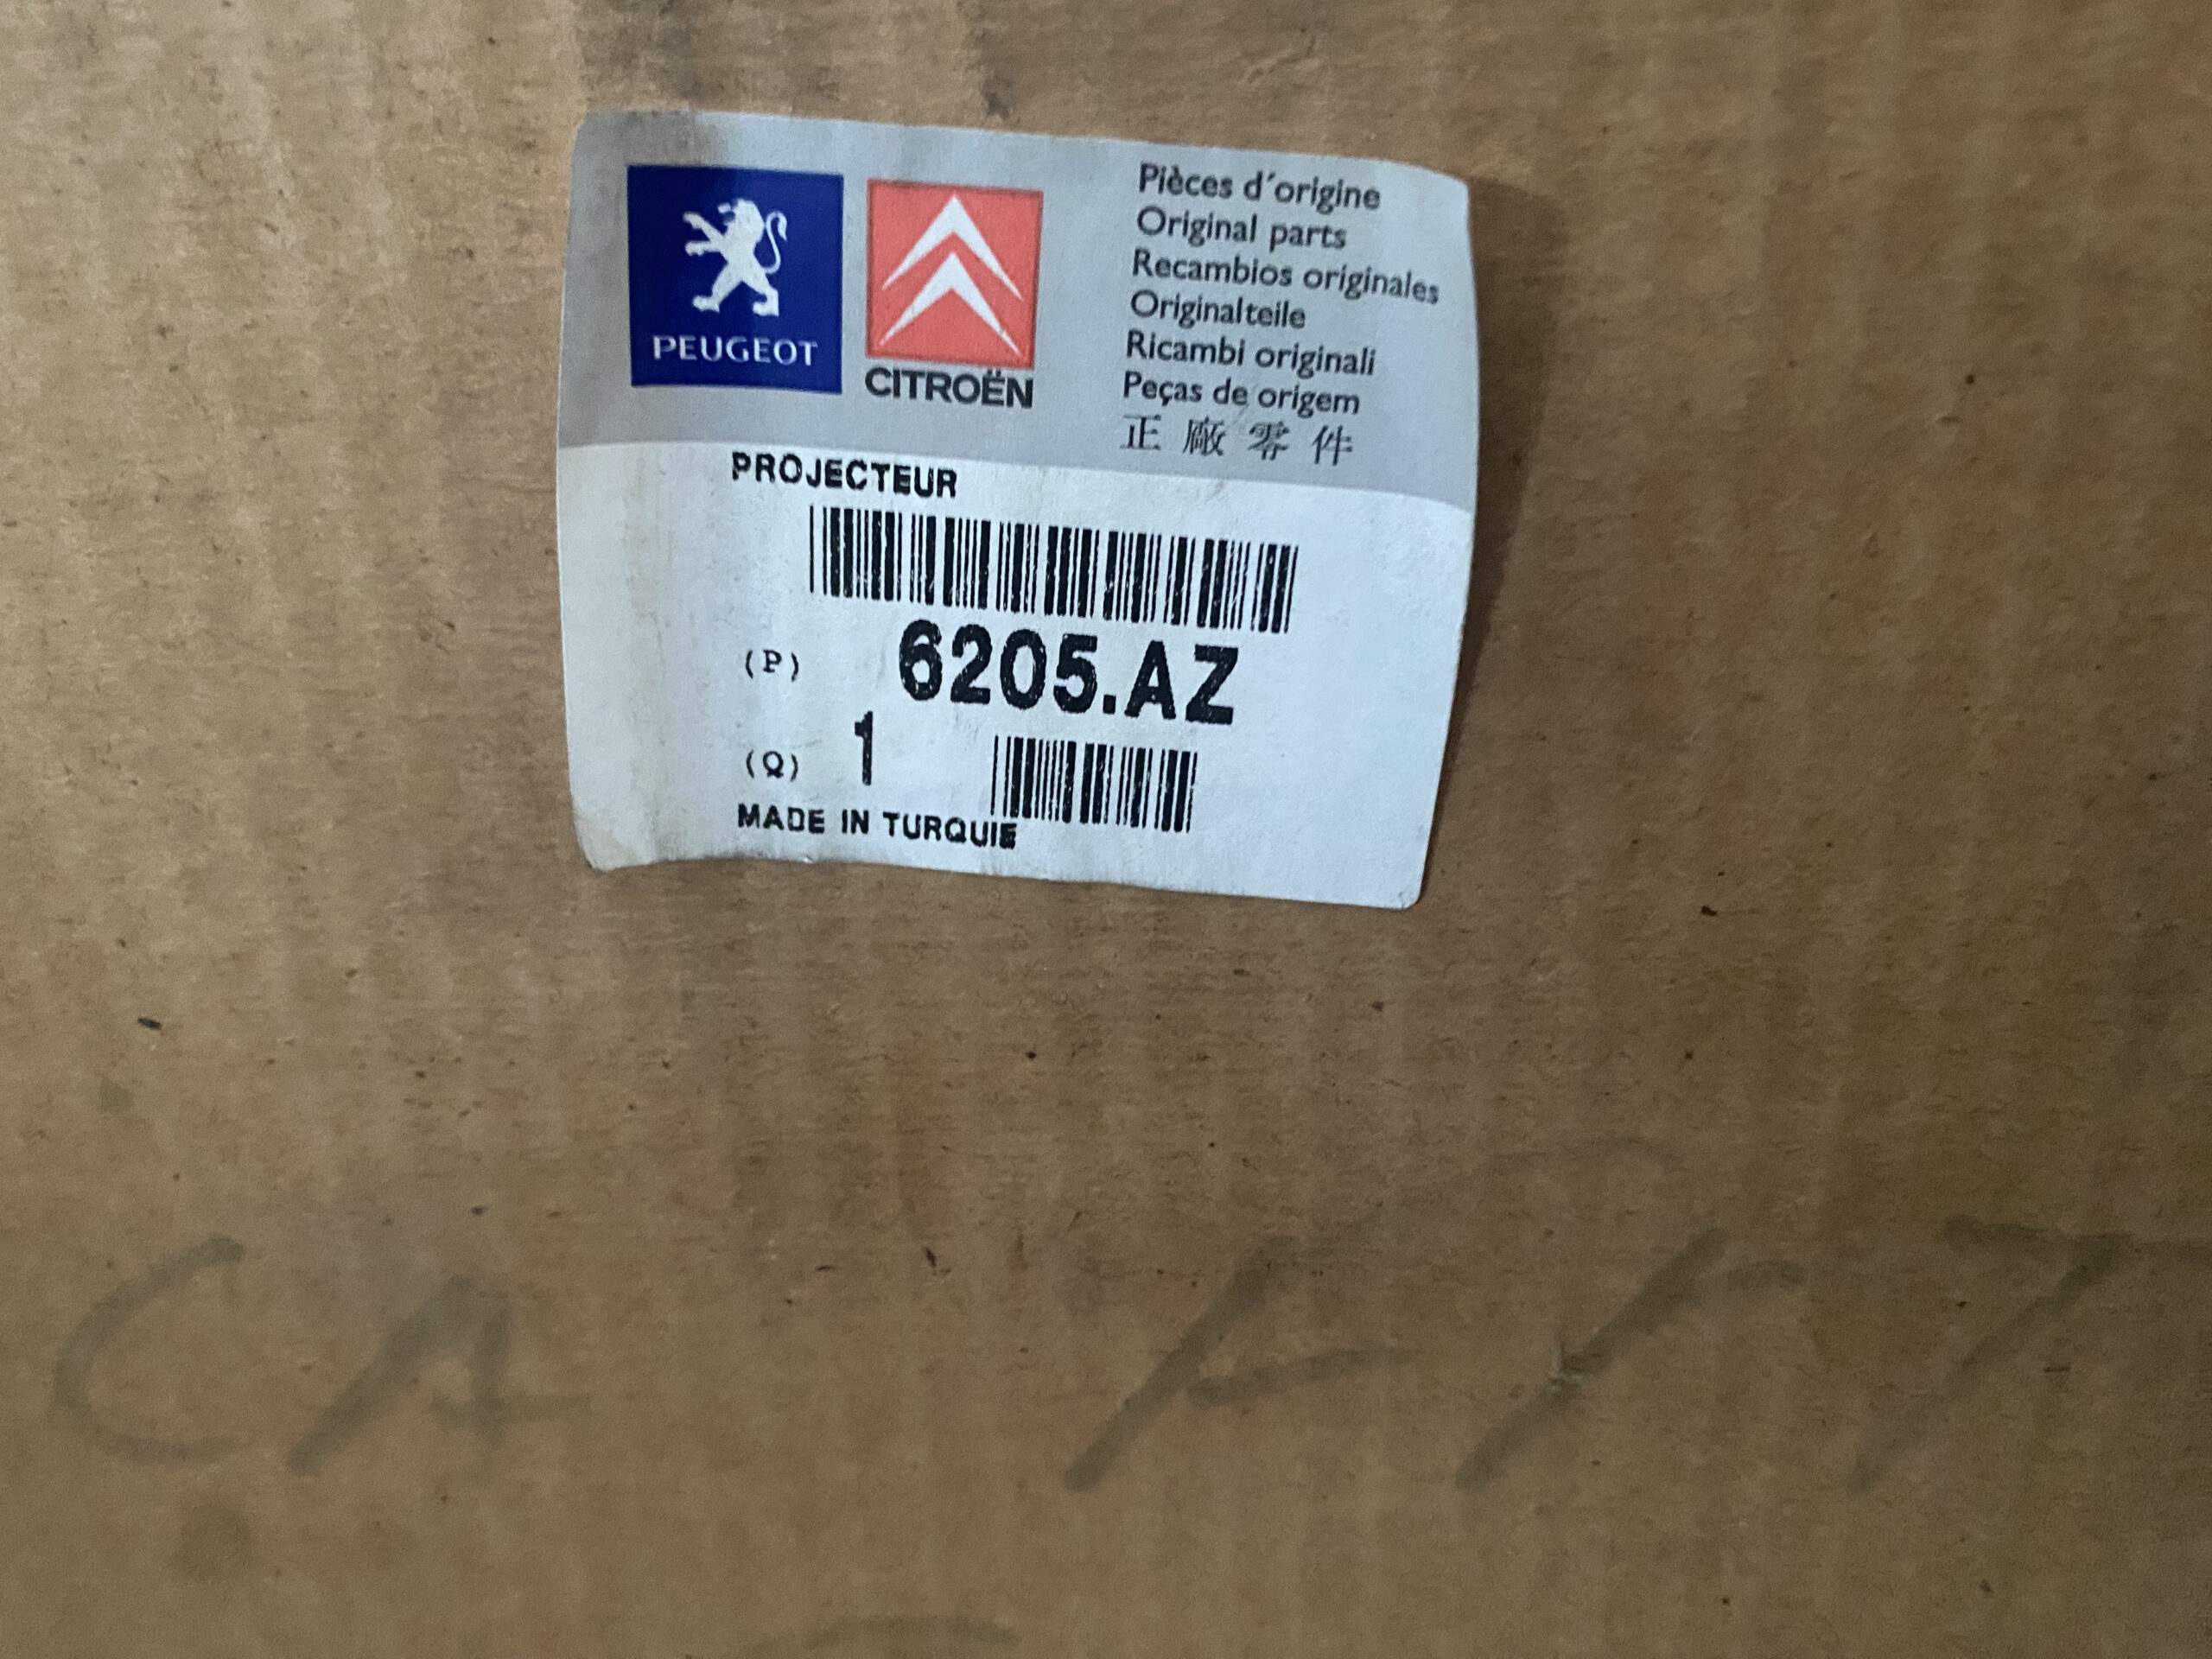 PEUGEOT
CITROËN
Pièces d'origine
Original parts
Recambios originales
Originalteile
Ricambi originali
Peças de origem
正廠零件
PROJECTEUR
(P) 6205.AZ
(Q) 1
MADE IN TURQUIE
CA